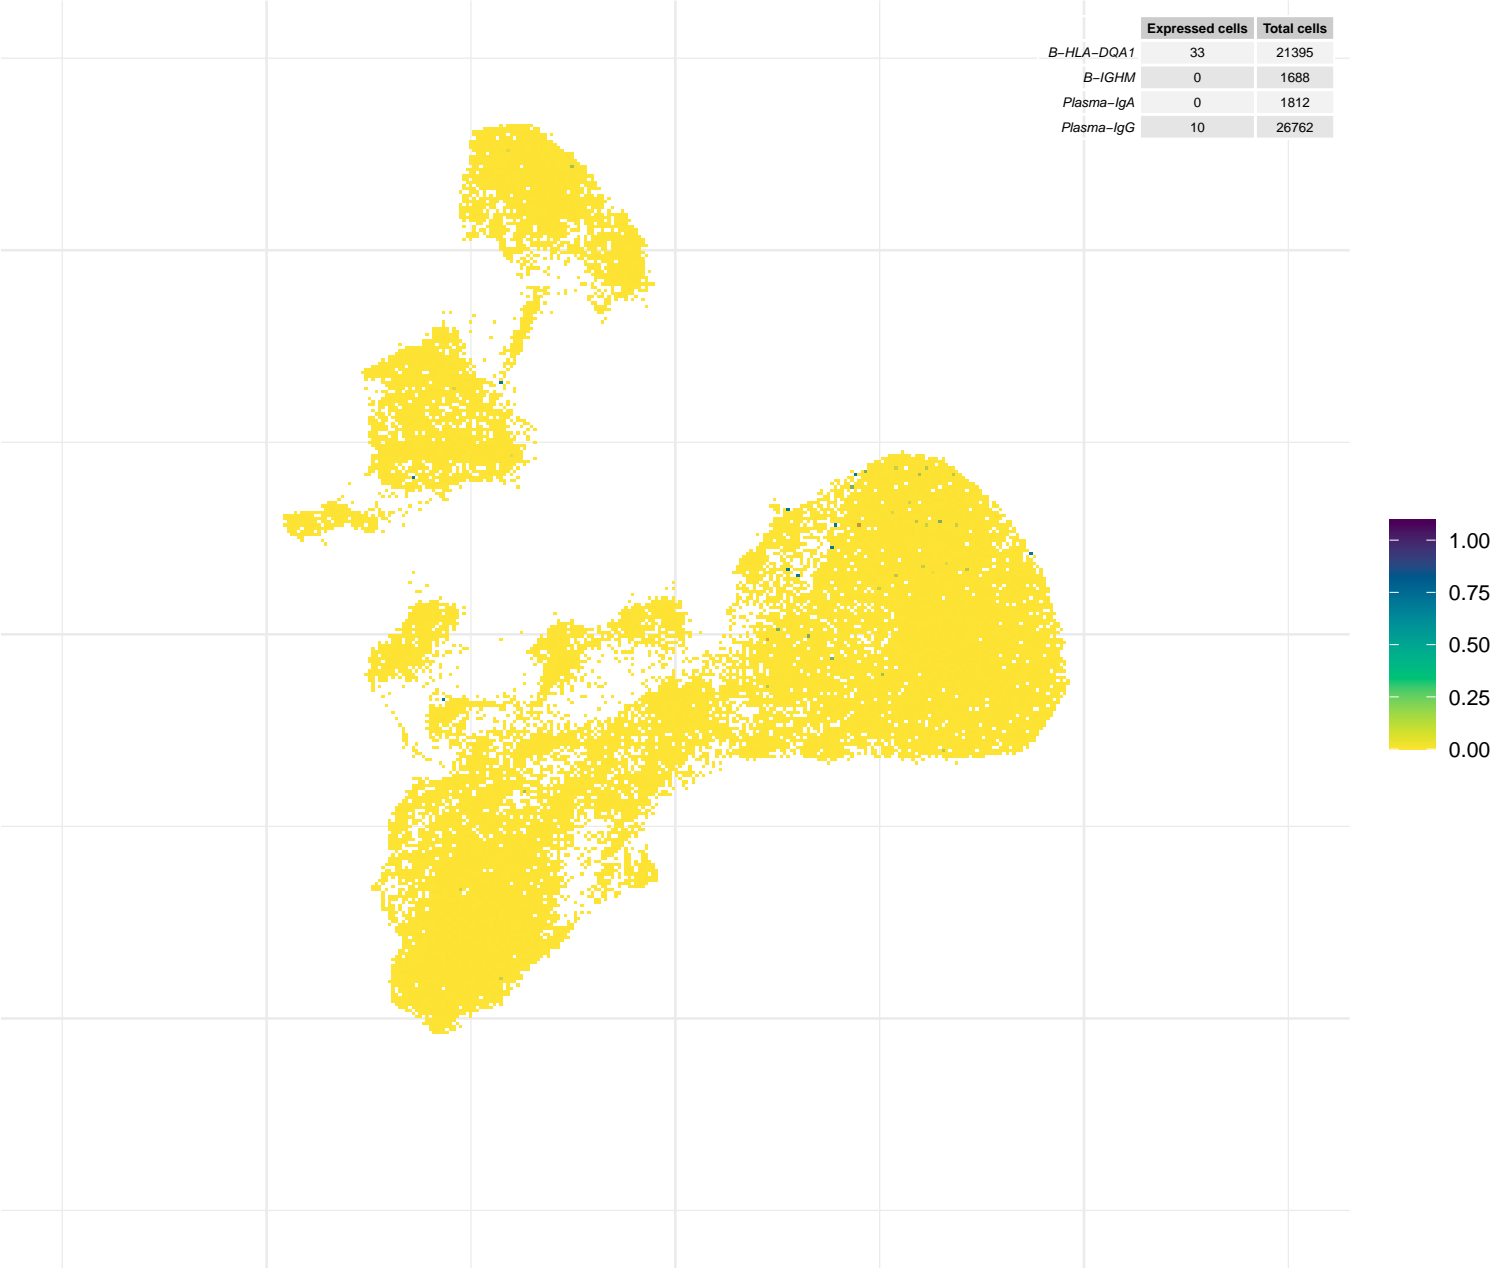 Expressed cells Total cells
B−HLA−DQA1 33 21395
B−IGHM 0 1688
Plasma−IgA 0 1812
Plasma−IgG 10 26762
1.00
0.75
0.50
0.25
0.00